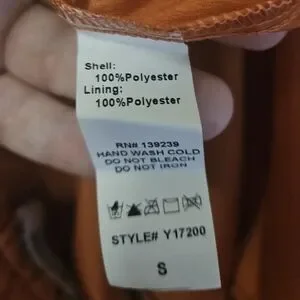 Shell:
100%Polyester
Lining:
100%Polyester
RN# 139239
HAND WASH COLD
DO NOT BLEACH
DO NOT IRON
STYLE# Y17200
S